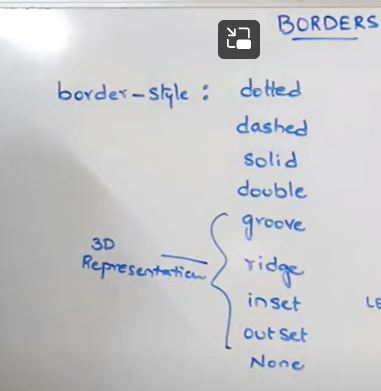 BORDERS
border-style : dotted
dashed
solid
double
groove
3D
Representation
ridge
inset
outset
None